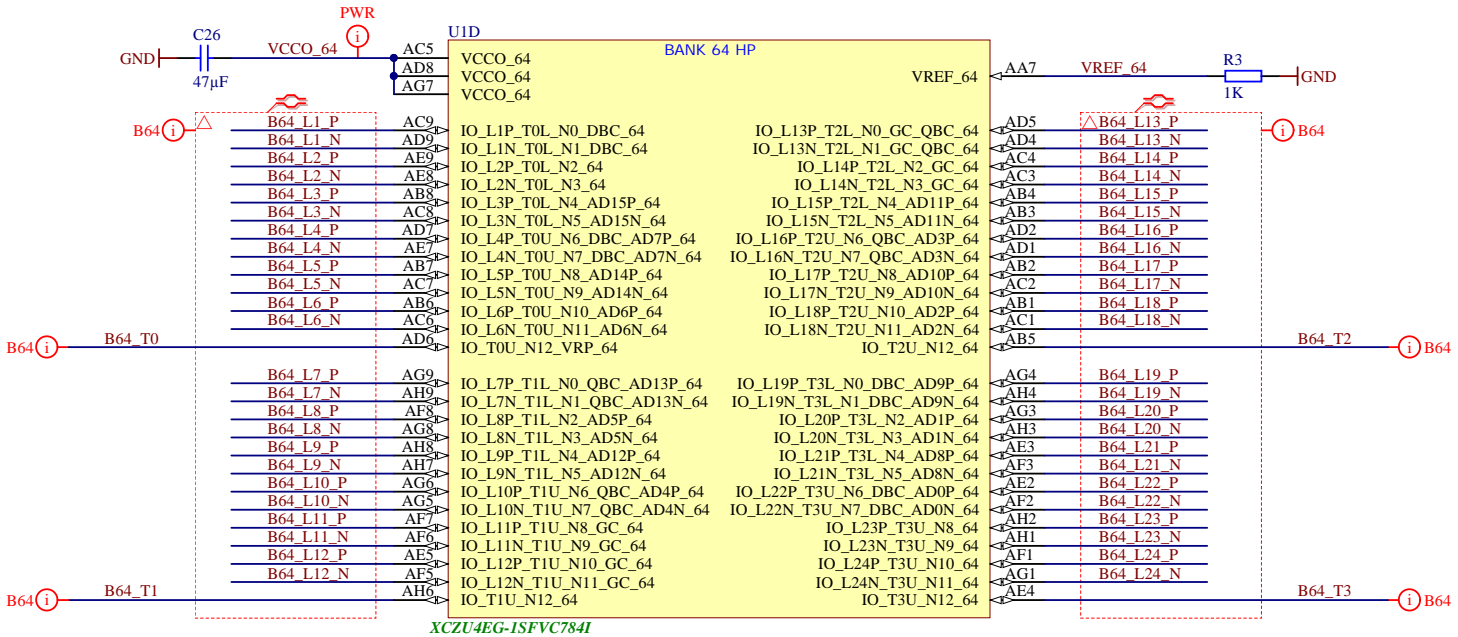 PWR
C26
GND
VCCO_64
47µF
U1D
BANK 64 HP
AC5 VCCO_64
AD8 VCCO_64
AG7 VCCO_64
VREF_64 AA7 VREF_64
R3
1K
GND
B64
B64
B64_L1_P AC9 IO_L1P_T0L_N0_DBC_64 IO_L13P_T2L_N0_GC_QBC_64 AD5 B64_L13_P
B64_L1_N AD9 IO_L1N_T0L_N1_DBC_64 IO_L13N_T2L_N1_GC_QBC_64 AD4 B64_L13_N
B64_L2_P AE9 IO_L2P_T0L_N2_64 IO_L14P_T2L_N2_GC_64 AC4 B64_L14_P
B64_L2_N AE8 IO_L2N_T0L_N3_64 IO_L14N_T2L_N3_GC_64 AC3 B64_L14_N
B64_L3_P AB8 IO_L3P_T0L_N4_AD15P_64 IO_L15P_T2L_N4_AD11P_64 AB4 B64_L15_P
B64_L3_N AC8 IO_L3N_T0L_N5_AD15N_64 IO_L15N_T2L_N5_AD11N_64 AB3 B64_L15_N
B64_L4_P AD7 IO_L4P_T0U_N6_DBC_AD7P_64 IO_L16P_T2U_N6_QBC_AD3P_64 AD2 B64_L16_P
B64_L4_N AE7 IO_L4N_T0U_N7_DBC_AD7N_64 IO_L16N_T2U_N7_QBC_AD3N_64 AD1 B64_L16_N
B64_L5_P AB7 IO_L5P_T0U_N8_AD14P_64 IO_L17P_T2U_N8_AD10P_64 AB2 B64_L17_P
B64_L5_N AC7 IO_L5N_T0U_N9_AD14N_64 IO_L17N_T2U_N9_AD10N_64 AC2 B64_L17_N
B64_L6_P AB6 IO_L6P_T0U_N10_AD6P_64 IO_L18P_T2U_N10_AD2P_64 AB1 B64_L18_P
B64_L6_N AC6 IO_L6N_T0U_N11_AD6N_64 IO_L18N_T2U_N11_AD2N_64 AC1 B64_L18_N
B64 B64_T0 AD6 IO_T0U_N12_VRP_64 IO_T2U_N12_64 AB5 B64_T2 B64
B64_L7_P AG9 IO_L7P_T1L_N0_QBC_AD13P_64 IO_L19P_T3L_N0_DBC_AD9P_64 AG4 B64_L19_P
B64_L7_N AH9 IO_L7N_T1L_N1_QBC_AD13N_64 IO_L19N_T3L_N1_DBC_AD9N_64 AH4 B64_L19_N
B64_L8_P AF8 IO_L8P_T1L_N2_AD5P_64 IO_L20P_T3L_N2_AD1P_64 AG3 B64_L20_P
B64_L8_N AG8 IO_L8N_T1L_N3_AD5N_64 IO_L20N_T3L_N3_AD1N_64 AH3 B64_L20_N
B64_L9_P AH8 IO_L9P_T1L_N4_AD12P_64 IO_L21P_T3L_N4_AD8P_64 AE3 B64_L21_P
B64_L9_N AH7 IO_L9N_T1L_N5_AD12N_64 IO_L21N_T3L_N5_AD8N_64 AF3 B64_L21_N
B64_L10_P AG6 IO_L10P_T1U_N6_QBC_AD4P_64 IO_L22P_T3U_N6_DBC_AD0P_64 AE2 B64_L22_P
B64_L10_N AG5 IO_L10N_T1U_N7_QBC_AD4N_64 IO_L22N_T3U_N7_DBC_AD0N_64 AF2 B64_L22_N
B64_L11_P AF7 IO_L11P_T1U_N8_GC_64 IO_L23P_T3U_N8_64 AH2 B64_L23_P
B64_L11_N AF6 IO_L11N_T1U_N9_GC_64 IO_L23N_T3U_N9_64 AH1 B64_L23_N
B64_L12_P AE5 IO_L12P_T1U_N10_GC_64 IO_L24P_T3U_N10_64 AF1 B64_L24_P
B64_L12_N AF5 IO_L12N_T1U_N11_GC_64 IO_L24N_T3U_N11_64 AG1 B64_L24_N
B64 B64_T1 AH6 IO_T1U_N12_64 IO_T3U_N12_64 AE4 B64_T3 B64
XCZU4EG-1SFVC784I